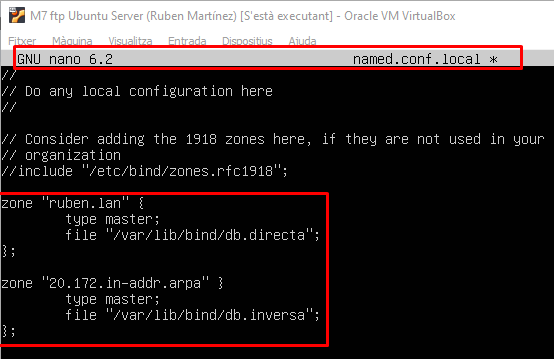 M7 ftp Ubuntu Server (Ruben Martínez) [S'està executant] - Oracle VM VirtualBox
Fitxer Màquina Visualitza Entrada Dispositius Ajuda
GNU nano 6.2 named.conf.local *
//
// Do any local configuration here
//
// Consider adding the 1918 zones here, if they are not used in your
// organization
//include "/etc/bind/zones.rfc1918";
zone "ruben.lan" {
type master;
file "/var/lib/bind/db.directa";
};
zone "20.172.in-addr.arpa" }
type master;
file "/var/lib/bind/db.inversa";
};